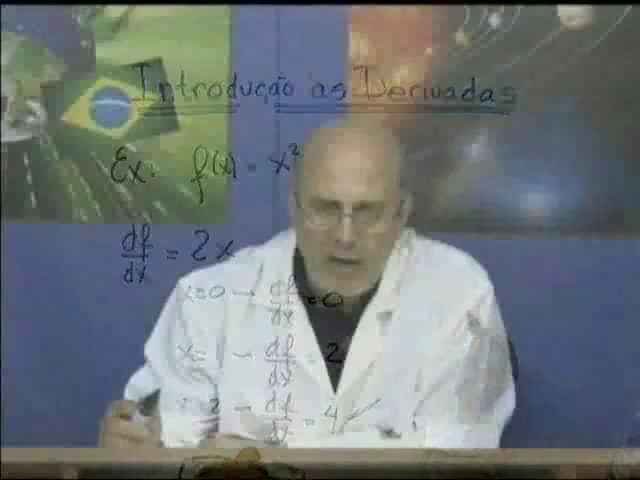 Introdução as Derivadas
Ex: f(x) = x²
df/dx = 2x
x=0 – df/dx = 0
x=1 – df/dx = 2
2 – df/dx = 4